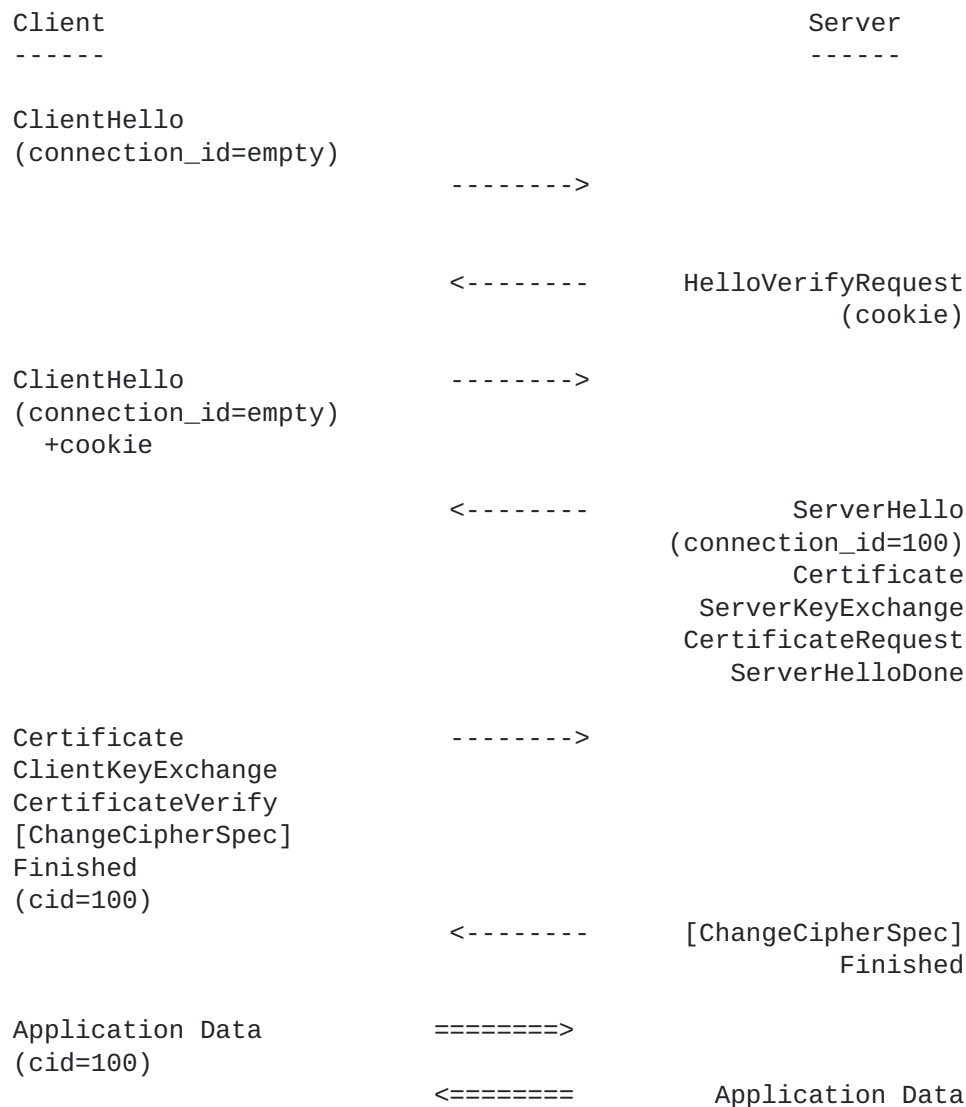 Client Server
------ ------
ClientHello
(connection_id=empty)
-------->
<-------- HelloVerifyRequest
(cookie)
ClientHello -------->
(connection_id=empty)
+cookie
<-------- ServerHello
(connection_id=100)
Certificate
ServerKeyExchange
CertificateRequest
ServerHelloDone
Certificate -------->
ClientKeyExchange
CertificateVerify
[ChangeCipherSpec]
Finished
(cid=100)
<-------- [ChangeCipherSpec]
Finished
Application Data ========>
(cid=100)
<======== Application Data